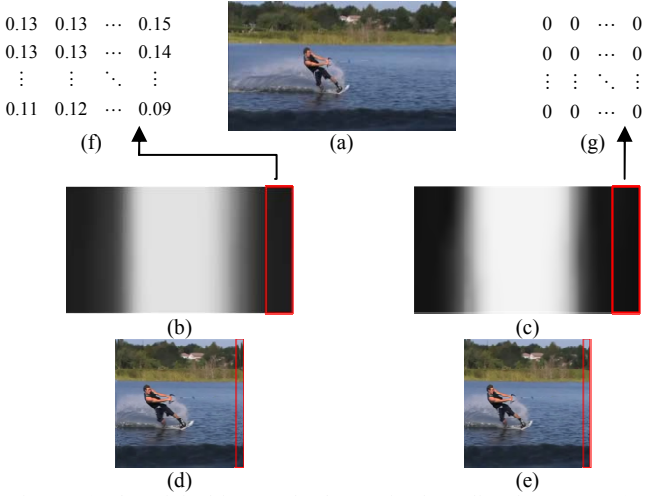 0.13 0.13 ⋯ 0.15
0.13 0.13 ⋯ 0.14
⋮ ⋮ ⋱ ⋮
0.11 0.12 ⋯ 0.09
(f)
(a)
0 0 ⋯ 0
0 0 ⋯ 0
⋮ ⋮ ⋱ ⋮
0 0 ⋯ 0
(g)
(b)
(c)
(d)
(e)